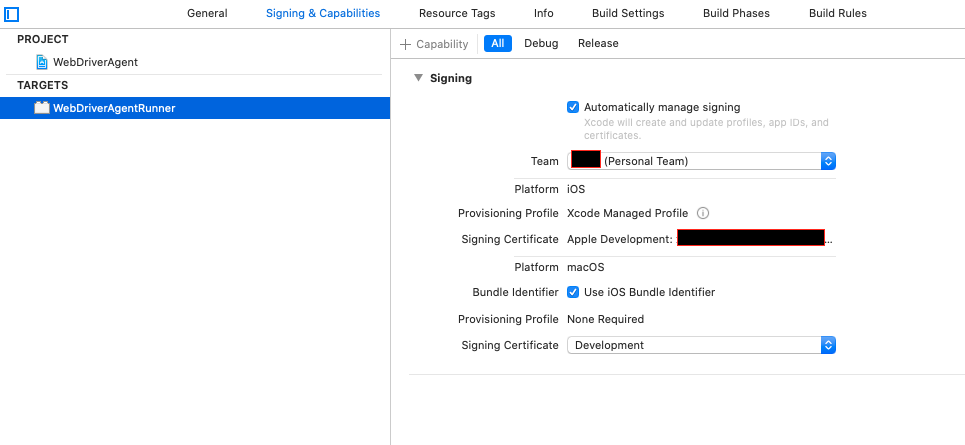 General Signing & Capabilities Resource Tags Info Build Settings Build Phases Build Rules
PROJECT
WebDriverAgent
TARGETS
WebDriverAgentRunner
+ Capability All Debug Release
Signing
Automatically manage signing
Xcode will create and update profiles, app IDs, and
certificates.
Team (Personal Team)
Platform iOS
Provisioning Profile Xcode Managed Profile
Signing Certificate Apple Development: ...
Platform macOS
Bundle Identifier Use iOS Bundle Identifier
Provisioning Profile None Required
Signing Certificate Development